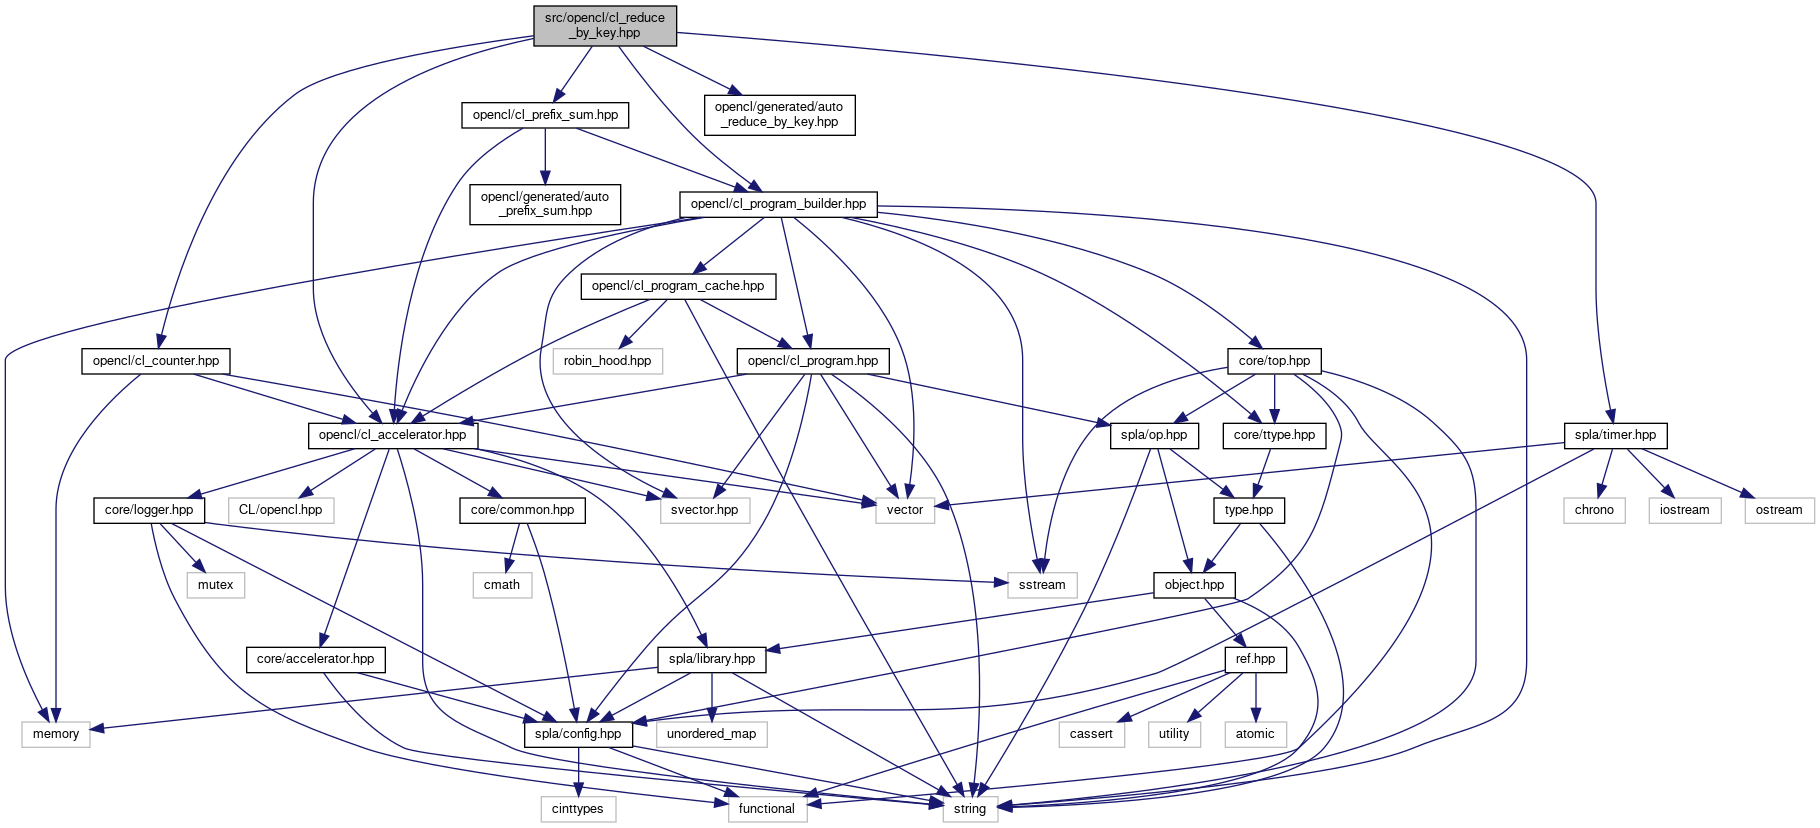 src/opencl/cl_reduce
_by_key.hpp
opencl/cl_prefix_sum.hpp
opencl/generated/auto
_reduce_by_key.hpp
opencl/generated/auto
_prefix_sum.hpp
opencl/cl_program_builder.hpp
opencl/cl_program_cache.hpp
opencl/cl_counter.hpp
robin_hood.hpp
opencl/cl_program.hpp
core/top.hpp
opencl/cl_accelerator.hpp
spla/op.hpp
core/ttype.hpp
spla/timer.hpp
core/logger.hpp
CL/opencl.hpp
core/common.hpp
svector.hpp
vector
type.hpp
chrono
iostream
ostream
mutex
cmath
sstream
object.hpp
core/accelerator.hpp
spla/library.hpp
ref.hpp
memory
spla/config.hpp
unordered_map
cassert
utility
atomic
cinttypes
functional
string